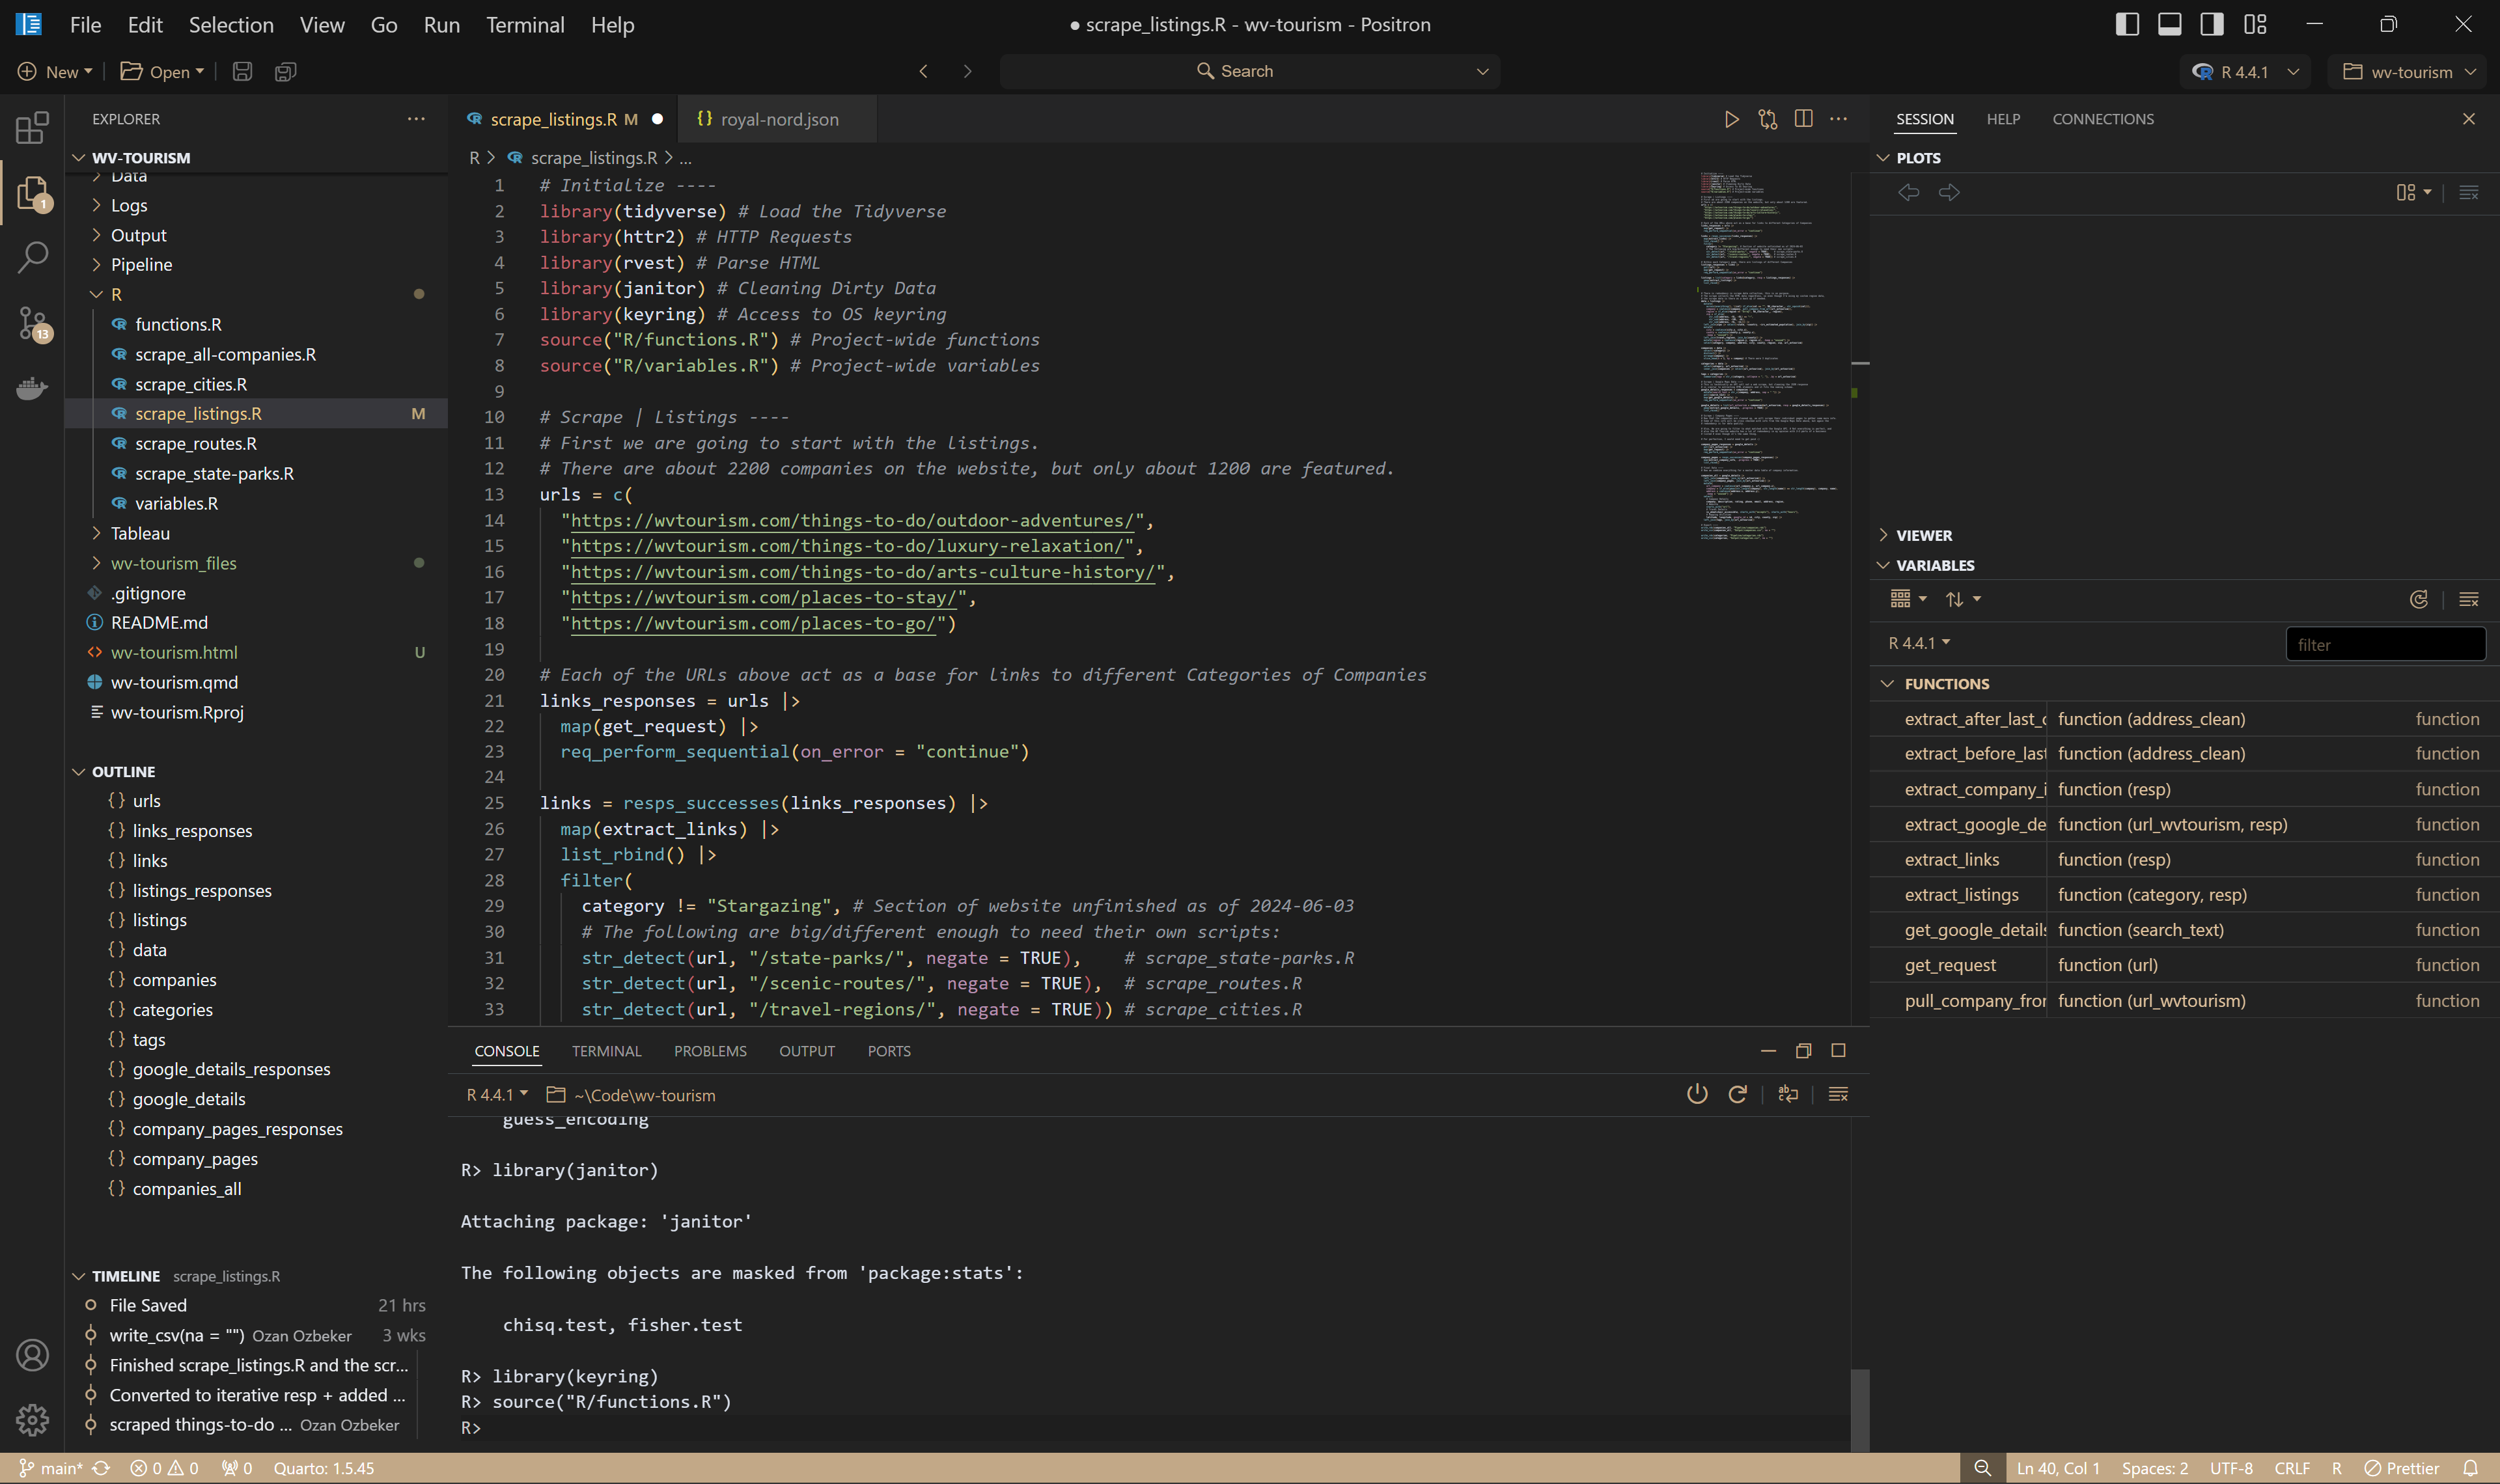 File Edit Selection View Go Run Terminal Help
● scrape_listings.R - wv-tourism - Positron
New
Open
Search
R 4.4.1
wv-tourism
EXPLORER
WV-TOURISM
Data
Logs
Output
Pipeline
R
functions.R
scrape_all-companies.R
scrape_cities.R
scrape_listings.R M
scrape_routes.R
scrape_state-parks.R
variables.R
Tableau
wv-tourism_files
.gitignore
README.md
wv-tourism.html U
wv-tourism.qmd
wv-tourism.Rproj
1
13
OUTLINE
urls
links_responses
links
listings_responses
listings
data
companies
categories
tags
google_details_responses
google_details
company_pages_responses
company_pages
companies_all
TIMELINE scrape_listings.R
File Saved 21 hrs
write_csv(na = "") Ozan Ozbeker 3 wks
Finished scrape_listings.R and the scr...
Converted to iterative resp + added ...
scraped things-to-do ... Ozan Ozbeker
scrape_listings.R M
{} royal-nord.json
R > scrape_listings.R > ...
1 # Initialize ----
2 library(tidyverse) # Load the Tidyverse
3 library(httr2) # HTTP Requests
4 library(rvest) # Parse HTML
5 library(janitor) # Cleaning Dirty Data
6 library(keyring) # Access to OS keyring
7 source("R/functions.R") # Project-wide functions
8 source("R/variables.R") # Project-wide variables
9
10 # Scrape | Listings ----
11 # First we are going to start with the listings.
12 # There are about 2200 companies on the website, but only about 1200 are featured.
13 urls = c(
14 "https://wvtourism.com/things-to-do/outdoor-adventures/",
15 "https://wvtourism.com/things-to-do/luxury-relaxation/",
16 "https://wvtourism.com/things-to-do/arts-culture-history/",
17 "https://wvtourism.com/places-to-stay/",
18 "https://wvtourism.com/places-to-go/")
19
20 # Each of the URLs above act as a base for links to different Categories of Companies
21 links_responses = urls |>
22 map(get_request) |>
23 req_perform_sequential(on_error = "continue")
24
25 links = resps_successes(links_responses) |>
26 map(extract_links) |>
27 list_rbind() |>
28 filter(
29 category != "Stargazing", # Section of website unfinished as of 2024-06-03
30 # The following are big/different enough to need their own scripts:
31 str_detect(url, "/state-parks/", negate = TRUE), # scrape_state-parks.R
32 str_detect(url, "/scenic-routes/", negate = TRUE), # scrape_routes.R
33 str_detect(url, "/travel-regions/", negate = TRUE)) # scrape_cities.R
CONSOLE TERMINAL PROBLEMS OUTPUT PORTS
R 4.4.1 ~\Code\wv-tourism
guess_encoding
R> library(janitor)
Attaching package: 'janitor'
The following objects are masked from 'package:stats':
chisq.test, fisher.test
R> library(keyring)
R> source("R/functions.R")
R>
SESSION HELP CONNECTIONS
PLOTS
VIEWER
VARIABLES
R 4.4.1
filter
FUNCTIONS
extract_after_last_c function (address_clean) function
extract_before_last function (address_clean) function
extract_company_i function (resp) function
extract_google_de function (url_wvtourism, resp) function
extract_links function (resp) function
extract_listings function (category, resp) function
get_google_details function (search_text) function
get_request function (url) function
pull_company_fror function (url_wvtourism) function
main* 0 0 0 Quarto: 1.5.45
Ln 40, Col 1 Spaces: 2 UTF-8 CRLF R Prettier